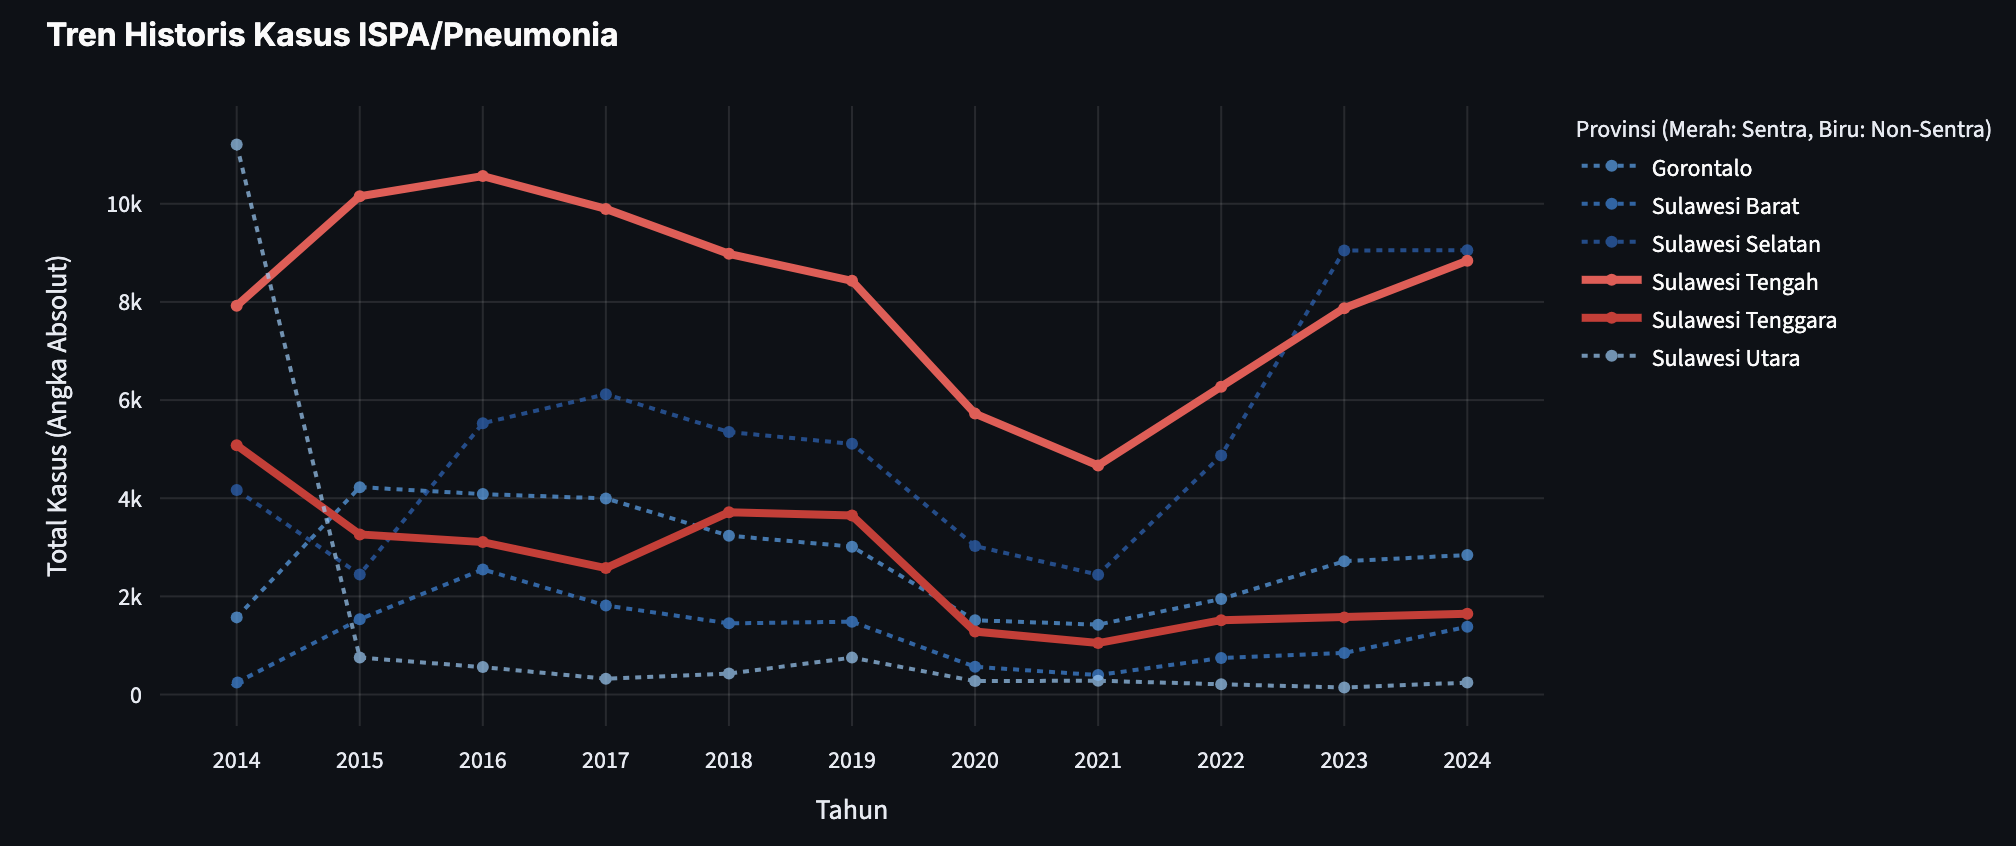 Tren Historis Kasus ISPA/Pneumonia
Provinsi (Merah: Sentra, Biru: Non-Sentra)
Gorontalo
Sulawesi Barat
Sulawesi Selatan
Sulawesi Tengah
Sulawesi Tenggara
Sulawesi Utara
Total Kasus (Angka Absolut)
10k
8k
6k
4k
2k
0
2014 2015 2016 2017 2018 2019 2020 2021 2022 2023 2024
Tahun